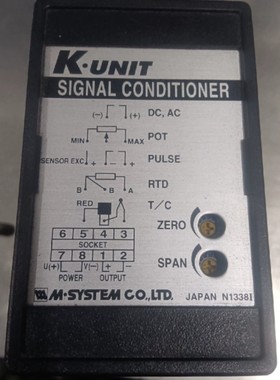 K·UNIT
SIGNAL CONDITIONER
(−) (+) DC, AC
MIN MAX POT
SENSOR EXC + − PULSE
B B A RTD
RED T/C
ZERO
6 5 4 3
SOCKET
7 8 1 2
SPAN
U(+) V(−) + −
POWER OUTPUT
M-SYSTEM CO.,LTD. JAPAN N1338